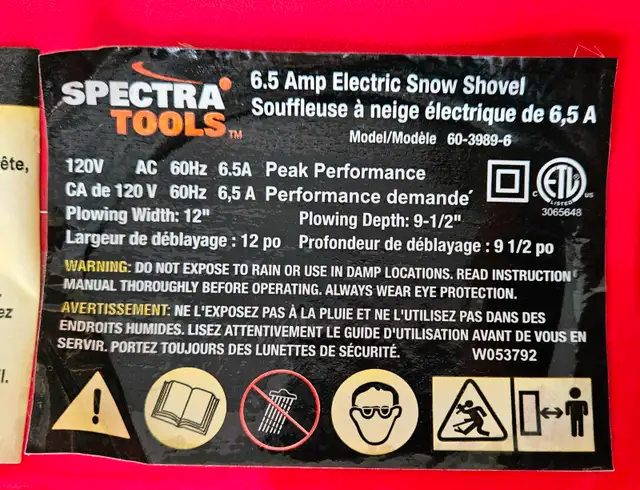 SPECTRA
TOOLS™
6.5 Amp Electric Snow Shovel
Souffleuse à neige électrique de 6,5 A
Model/Modèle 60-3989-6
120V AC 60Hz 6.5A Peak Performance
CA de 120 V 60Hz 6,5 A Performance demandé
Plowing Width: 12" Plowing Depth: 9-1/2"
Largeur de déblayage : 12 po Profondeur de déblayage : 9 1/2 po
C ETL US
LISTED
3065648
WARNING: DO NOT EXPOSE TO RAIN OR USE IN DAMP LOCATIONS. READ INSTRUCTION
MANUAL THOROUGHLY BEFORE OPERATING. ALWAYS WEAR EYE PROTECTION.
AVERTISSEMENT: NE L'EXPOSEZ PAS À LA PLUIE ET NE L'UTILISEZ PAS DANS DES
ENDROITS HUMIDES. LISEZ ATTENTIVEMENT LE GUIDE D'UTILISATION AVANT DE VOUS EN
SERVIR. PORTEZ TOUJOURS DES LUNETTES DE SÉCURITÉ. W053792